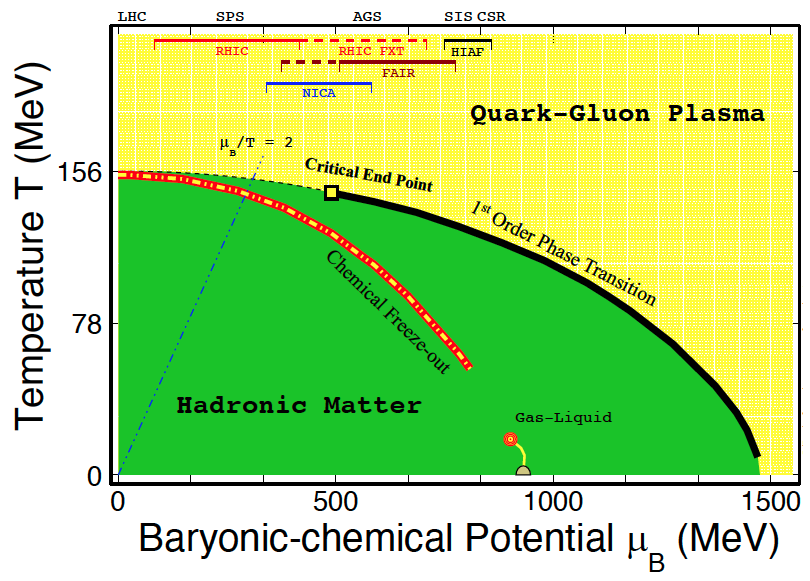 LHC SPS AGS SIS CSR
RHIC RHIC FXT HIAF
FAIR
NICA
Quark-Gluon Plasma
μB/T = 2
Critical End Point
1st Order Phase Transition
Chemical Freeze-out
Hadronic Matter
Gas-Liquid
Temperature T (MeV)
156
78
0
0 500 1000 1500
Baryonic-chemical Potential μB (MeV)